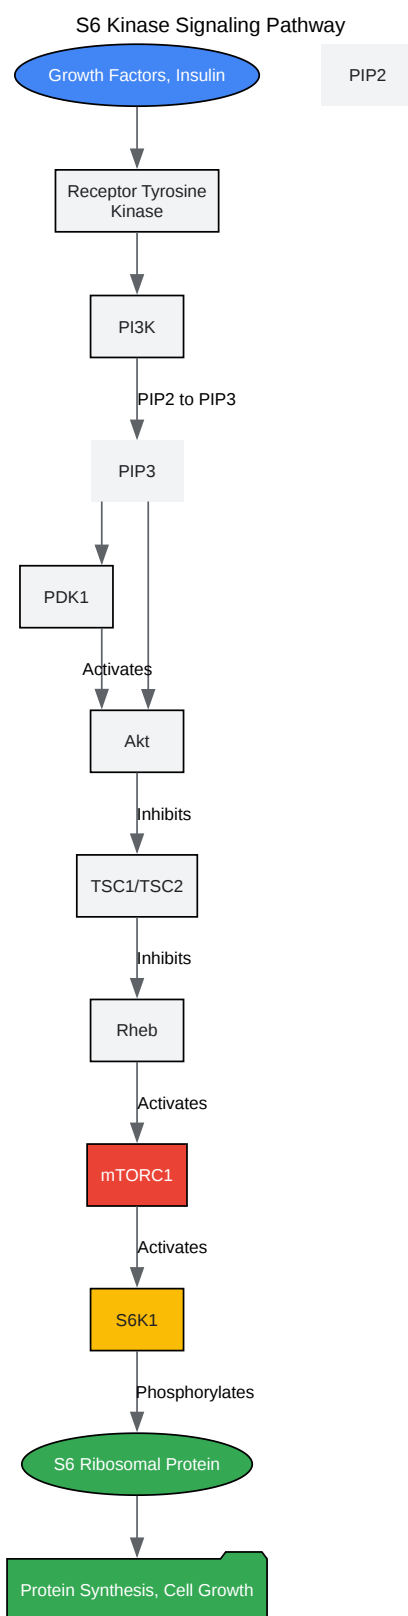 S6 Kinase Signaling Pathway
Growth Factors, Insulin
PIP2
Receptor Tyrosine
Kinase
PI3K
PIP2 to PIP3
PIP3
PDK1
Activates
Akt
Inhibits
TSC1/TSC2
Inhibits
Rheb
Activates
mTORC1
Activates
S6K1
Phosphorylates
S6 Ribosomal Protein
Protein Synthesis, Cell Growth